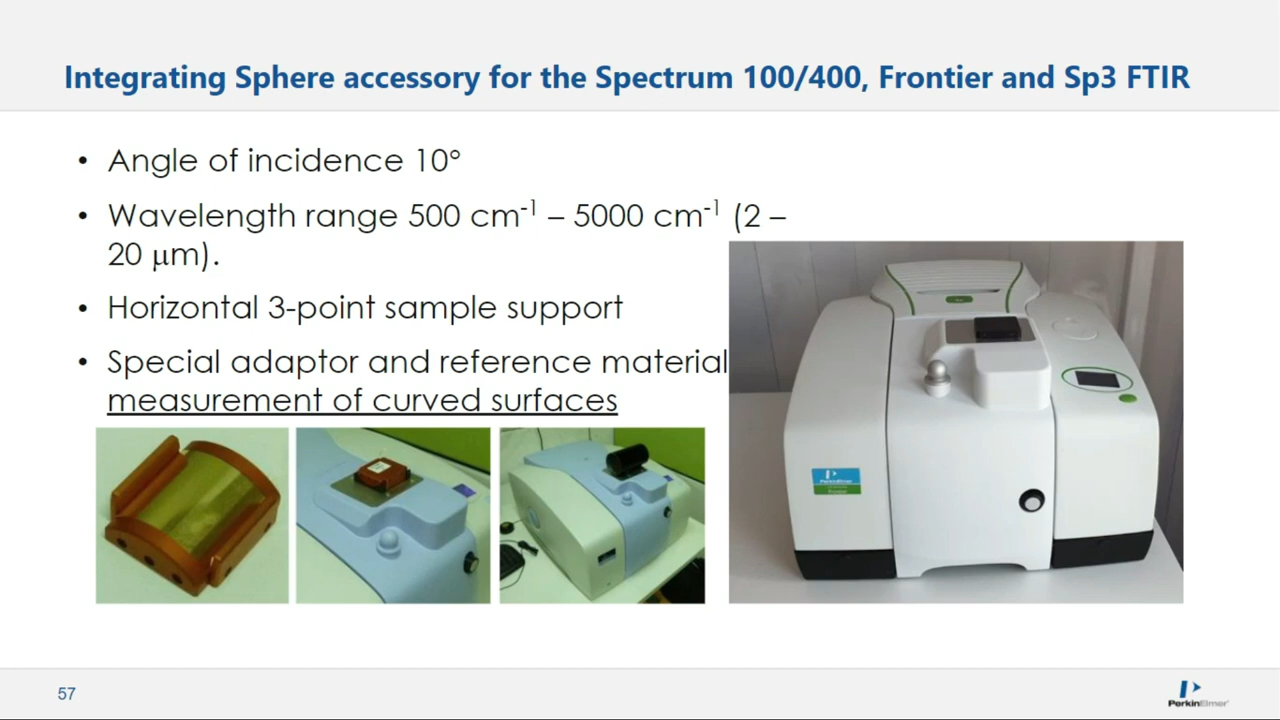 Integrating Sphere accessory for the Spectrum 100/400, Frontier and Sp3 FTIR
• Angle of incidence 10°
• Wavelength range 500 cm⁻¹ – 5000 cm⁻¹ (2 –
20 μm).
• Horizontal 3-point sample support
• Special adaptor and reference material
measurement of curved surfaces
PerkinElmer
57
PerkinElmer